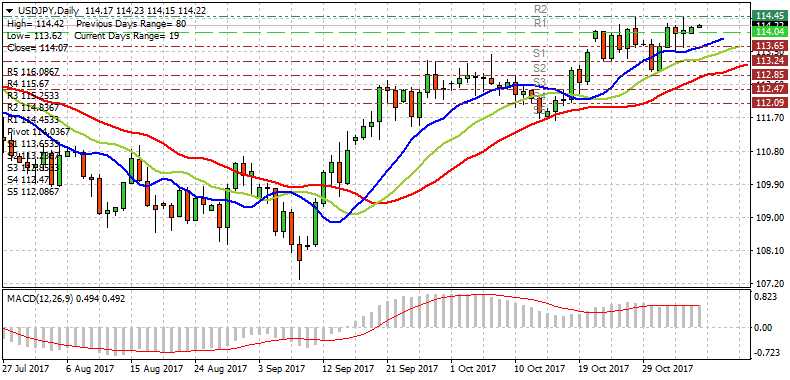 USDJPY,Daily 114.17 114.23 114.15 114.22
High= 114.42 Previous Days Range= 80
Low= 113.62 Current Days Range= 19
Close= 114.07
R5 116.0867
R4 115.67
R3 115.2533
R2 114.8367
R1 114.4533
Pivot 114.0367
S1 113.6533
S4 112.47
S5 112.0867
R2
R1
S1
S2
S3
114.45
114.04
113.65
113.24
112.85
112.47
112.09
111.70
110.80
109.90
109.00
108.10
107.20
MACD(12,26,9) 0.494 0.492
0.823
0.00
-0.723
27 Jul 2017 6 Aug 2017 15 Aug 2017 24 Aug 2017 3 Sep 2017 12 Sep 2017 21 Sep 2017 1 Oct 2017 10 Oct 2017 19 Oct 2017 29 Oct 2017